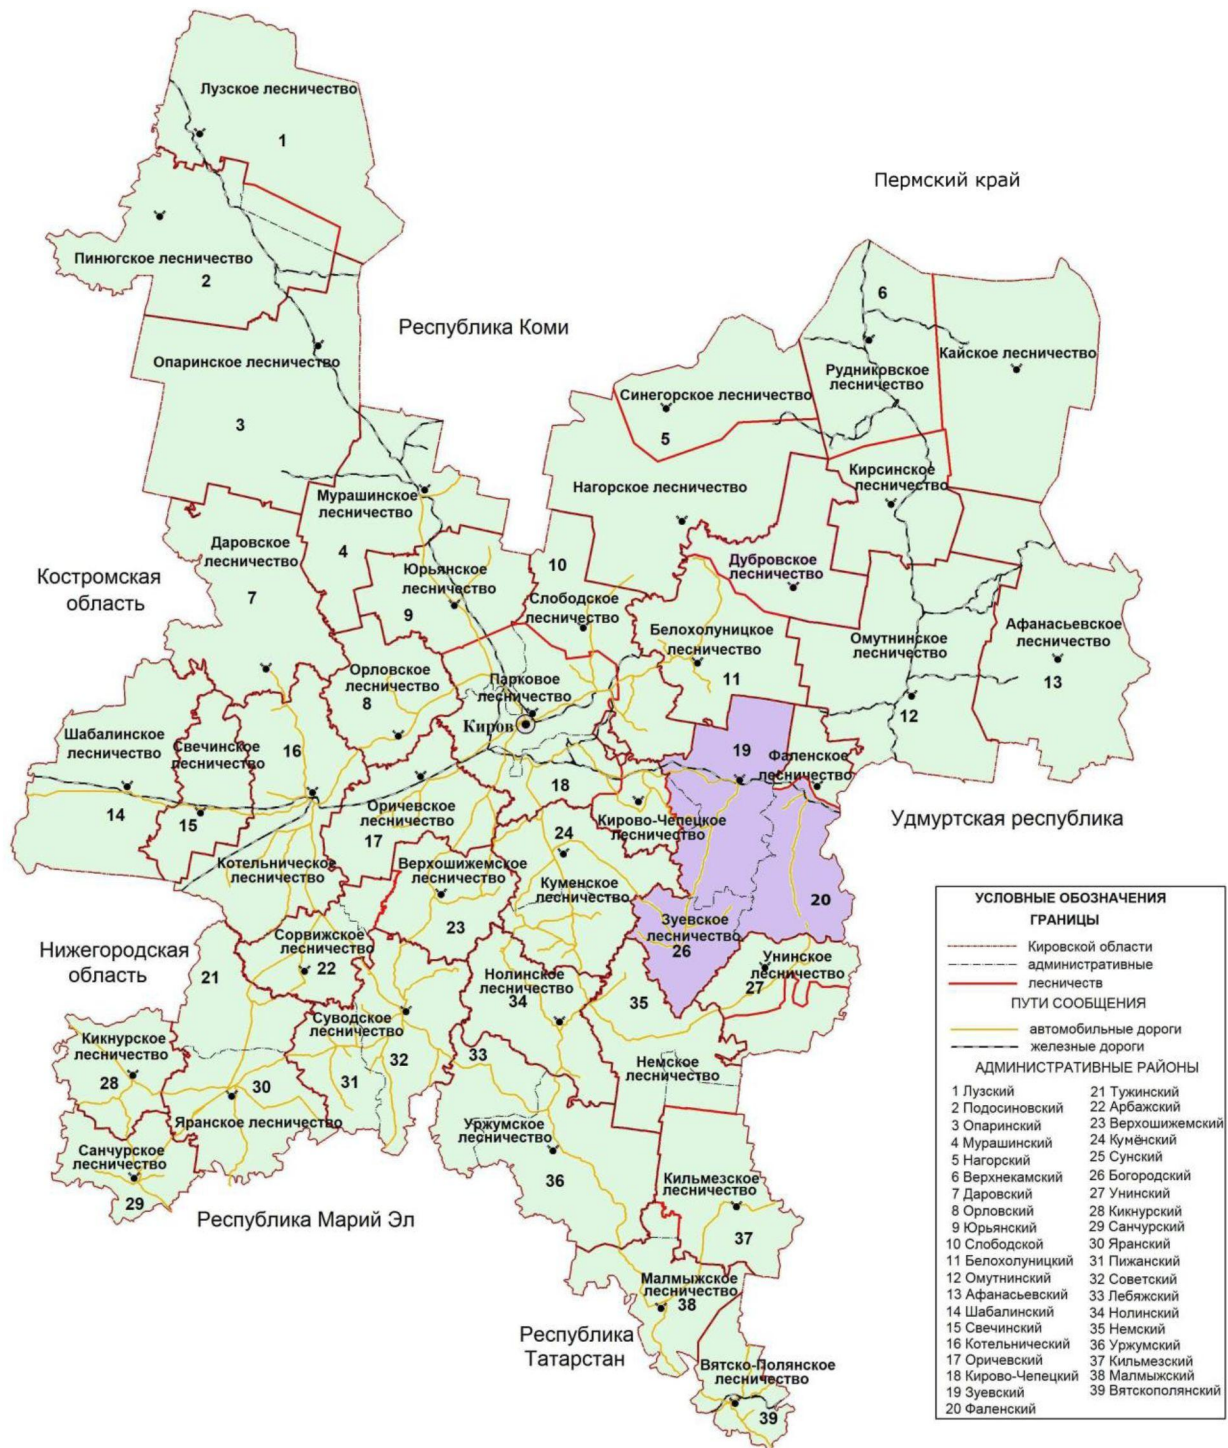 Лузское лесничество
1
Пермский край
Пинюгское лесничество
2
Республика Коми
6
Опаринское лесничество
Кайское лесничество
Рудниковское
лесничество
Синегорское лесничество
3
5
Кирсинское
лесничество
Нагорское лесничество
Мурашинское
лесничество
4
Даровское
лесничество
7
Костромская
область
Юрьянское
лесничество
9
10
Слободское
лесничество
Дубровское
лесничество
Белохолуницкое
лесничество
11
Омутнинское
лесничество
12
Афанасьевское
лесничество
13
Орловское
лесничество
8
Парковое
лесничество
Киров
Шабалинское
лесничество
14
Свечинское
лесничество
15
16
19
Фаленское
лесничество
18
Оричевское
лесничество
17
Кирово-Чепецкое
лесничество
24
Удмуртская республика
Котельническое
лесничество
Верхошижемское
лесничество
23
Куменское
лесничество
20
Зуевское
лесничество
26
Нижегородская
область
21
Сорвижское
лесничество
22
Унинское
лесничество
27
Нолинское
лесничество
34
35
Суводское
лесничество
32
31
33
Кикнурское
лесничество
28
30
Яранское лесничество
Немское
лесничество
Санчурское
лесничество
29
Уржумское
лесничество
36
Республика Марий Эл
Кильмезское
лесничество
37
Малмыжское
лесничество
38
Республика
Татарстан
Вятско-Полянское
лесничество
39
УСЛОВНЫЕ ОБОЗНАЧЕНИЯ
ГРАНИЦЫ
Кировской области
административные
лесничеств
ПУТИ СООБЩЕНИЯ
автомобильные дороги
железные дороги
АДМИНИСТРАТИВНЫЕ РАЙОНЫ
1 Лузский
2 Подосиновский
3 Опаринский
4 Мурашинский
5 Нагорский
6 Верхнекамский
7 Даровский
8 Орловский
9 Юрьянский
10 Слободской
11 Белохолуницкий
12 Омутнинский
13 Афанасьевский
14 Шабалинский
15 Свечинский
16 Котельнический
17 Оричевский
18 Кирово-Чепецкий
19 Зуевский
20 Фаленский
21 Тужинский
22 Арбажский
23 Верхошижемский
24 Кумёнский
25 Сунский
26 Богородский
27 Унинский
28 Кикнурский
29 Санчурский
30 Яранский
31 Пижанский
32 Советский
33 Лебяжский
34 Нолинский
35 Немский
36 Уржумский
37 Кильмезский
38 Малмыжский
39 Вятскополянский